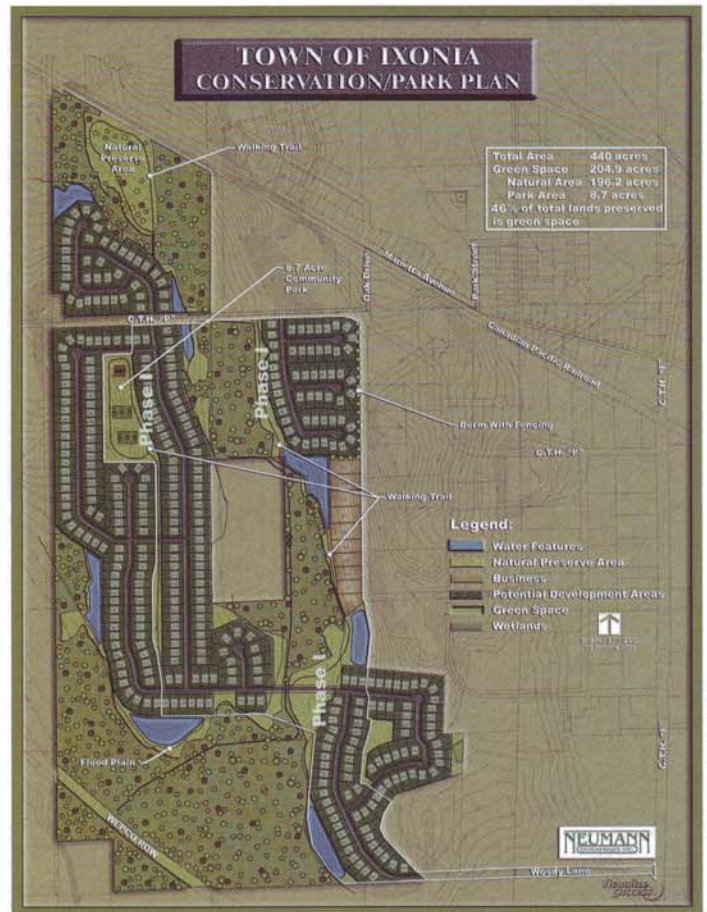 TOWN OF IXONIA
CONSERVATION/PARK PLAN
Natural
Preserve
Area
Walking Trail
Total Area 440 acres
Green Space 204.9 acres
Natural Area 196.2 acres
Park Area 8.7 acres
46% of total lands preserved
is green space
8.7 Acre
Community
Park
Oak Drive
Park Street
Marietta Avenue
Canadian Pacific Railroad
C.T.H. "P"
C.T.H. "F"
Phase I
Phase I
Berm With Fencing
C.T.H. "P"
Walking Trail
Legend:
Water Features
Natural Preserve Area
Business
Potential Development Areas
Green Space
Wetlands
Phase I
Flood Plain
WEPCO ROW
C.T.H. "F"
NEUMANN
Woody Lane
Visualize
Success